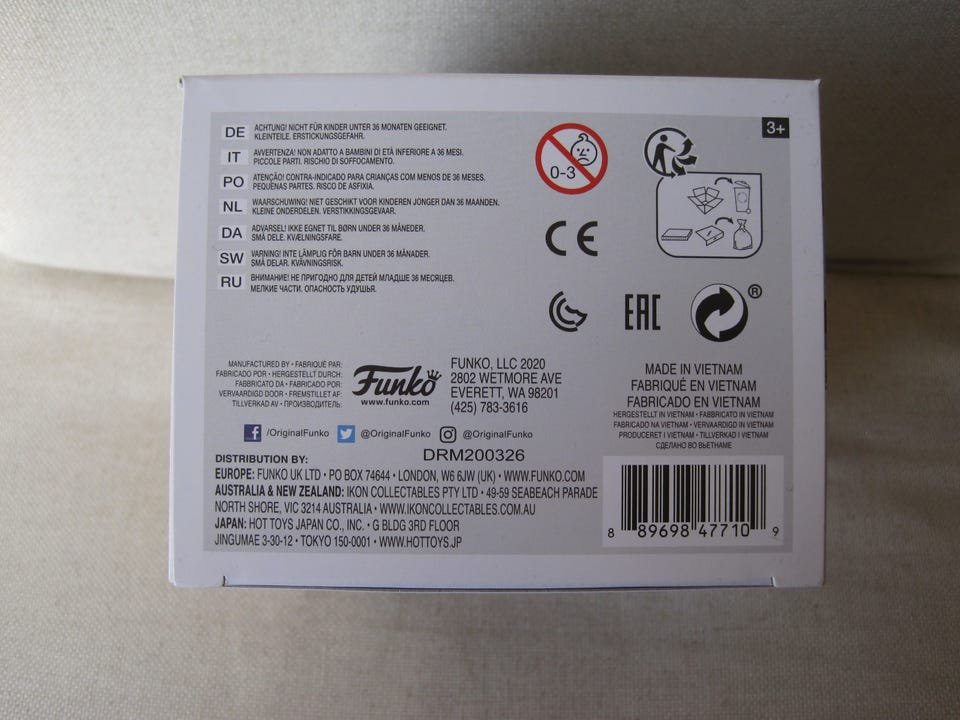 DE ACHTUNG! NICHT FÜR KINDER UNTER 36 MONATEN GEEIGNET.
KLEINTEILE. ERSTICKUNGSGEFAHR.
IT AVVERTENZA! NON ADATTO A BAMBINI DI ETÀ INFERIORE A 36 MESI.
PICCOLE PARTI. RISCHIO DI SOFFOCAMENTO.
PO ATENÇÃO! CONTRA-INDICADO PARA CRIANÇAS COM MENOS DE 36 MESES.
PEQUENAS PARTES. RISCO DE ASFIXIA.
NL WAARSCHUWING! NIET GESCHIKT VOOR KINDEREN JONGER DAN 36 MAANDEN.
KLEINE ONDERDELEN. VERSTIKKINGSGEVAAR.
DA ADVARSEL! IKKE EGNET TIL BØRN UNDER 36 MÅNEDER.
SMÅ DELE. KVÆLNINGSFARE.
SW VARNING! INTE LÄMPLIG FÖR BARN UNDER 36 MÅNADER.
SMÅ DELAR. KVÄVNINGSRISK.
RU ВНИМАНИЕ! НЕ ПРИГОДНО ДЛЯ ДЕТЕЙ МЛАДШЕ 36 МЕСЯЦЕВ.
МЕЛКИЕ ЧАСТИ. ОПАСНОСТЬ УДУШЬЯ.
0-3
3+
CE
EAC
®
MANUFACTURED BY • FABRIQUÉ PAR:
FABRICADO POR • HERGESTELLT DURCH:
FABBRICATO DA • FABRICADO POR:
VERVAARDIGD DOOR • FREMSTILLET AF:
TILLVERKAD AV • ПРОИЗВОДИТЕЛЬ:
Funko
www.funko.com
FUNKO, LLC 2020
2802 WETMORE AVE
EVERETT, WA 98201
(425) 783-3616
MADE IN VIETNAM
FABRIQUÉ EN VIETNAM
FABRICADO EN VIETNAM
HERGESTELLT IN VIETNAM • FABBRICATO IN VIETNAM
FABRICADO NA VIETNAM • VERVAARDIGD IN VIETNAM
PRODUCERET I VIETNAM • TILLVERKAD I VIETNAM
СДЕЛАНО ВО ВЬЕТНАМЕ
/OriginalFunko @OriginalFunko @OriginalFunko
DRM200326
DISTRIBUTION BY:
EUROPE: FUNKO UK LTD • PO BOX 74644 • LONDON, W6 6JW (UK) • WWW.FUNKO.COM
AUSTRALIA & NEW ZEALAND: IKON COLLECTABLES PTY LTD • 49-59 SEABEACH PARADE
NORTH SHORE, VIC 3214 AUSTRALIA • WWW.IKONCOLLECTABLES.COM.AU
JAPAN: HOT TOYS JAPAN CO., INC. • G BLDG 3RD FLOOR
JINGUMAE 3-30-12 • TOKYO 150-0001 • WWW.HOTTOYS.JP
8 89698 47710 9